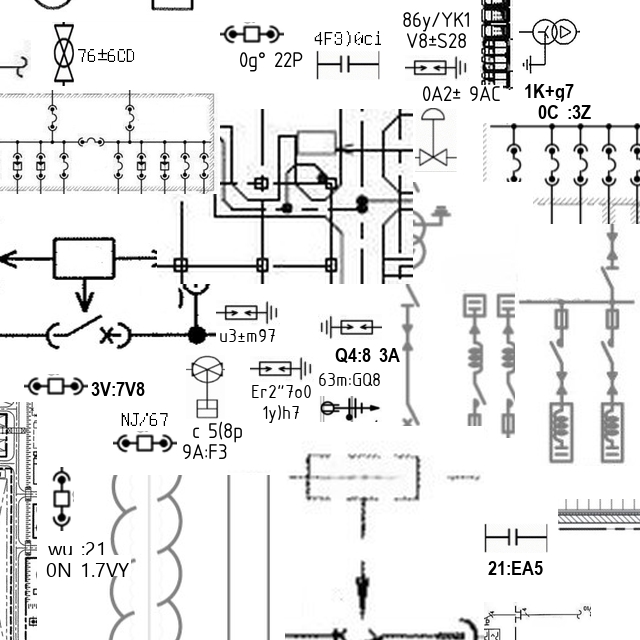 86y/YK1
V8±S28
76±6CD
0g° 22P
4F3)0ci
0A2± 9AC
1K+g7
0C :3Z
u3±m97
Q4:8 3A
63m:GQ8
Er2"7o0
1y)h7
3V:7V8
NJ/67
c 5(8p
9A:F3
wu :21
0N 1.7VY
21:EA5